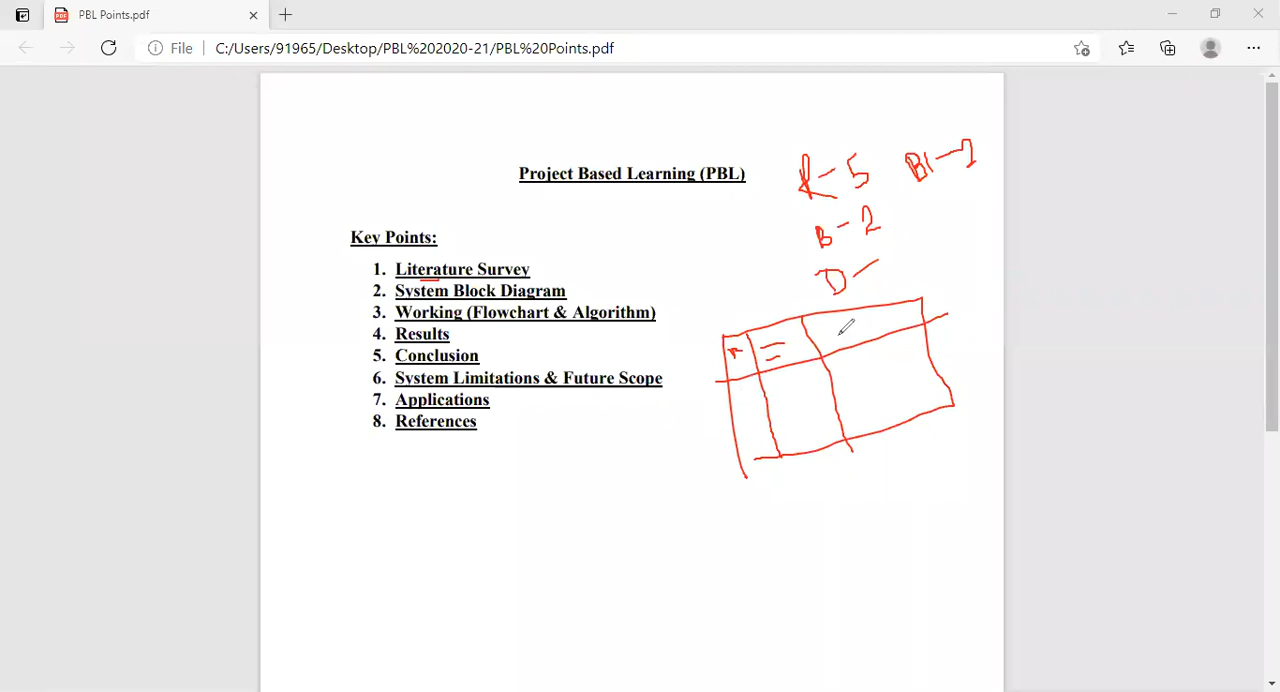 PBL Points.pdf
File C:/Users/91965/Desktop/PBL%202020-21/PBL%20Points.pdf
Project Based Learning (PBL)
R-5
B-2
D-
Key Points:
1. Literature Survey
2. System Block Diagram
3. Working (Flowchart & Algorithm)
4. Results
5. Conclusion
6. System Limitations & Future Scope
7. Applications
8. References